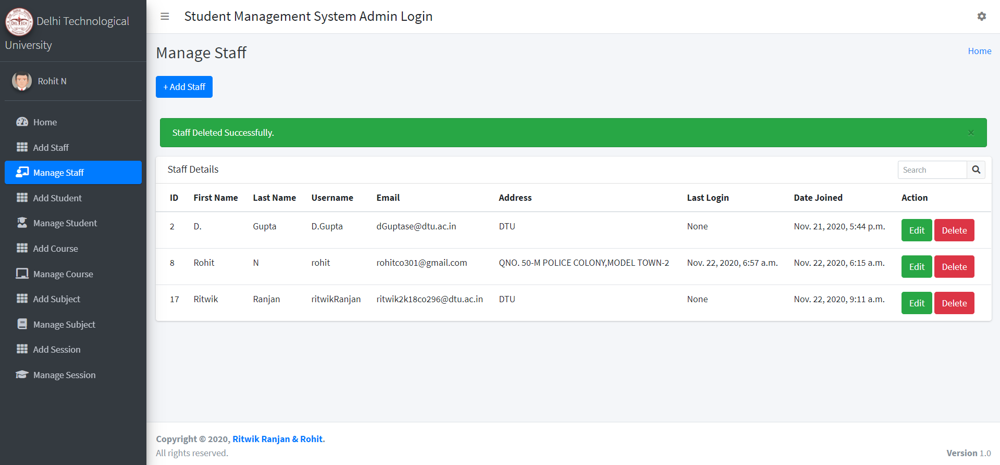 Delhi Technological
University
Rohit N
Home
Add Staff
Manage Staff
Add Student
Manage Student
Add Course
Manage Course
Add Subject
Manage Subject
Add Session
Manage Session
Student Management System Admin Login
Manage Staff
Home
+ Add Staff
Staff Deleted Successfully.
×
Staff Details
Search
ID First Name Last Name Username Email Address Last Login Date Joined Action
2 D. Gupta D.Gupta dGuptase@dtu.ac.in DTU None Nov. 21, 2020, 5:44 p.m. Edit Delete
8 Rohit N rohit rohitco301@gmail.com QNO. 50-M POLICE COLONY,MODEL TOWN-2 Nov. 22, 2020, 6:57 a.m. Nov. 22, 2020, 6:15 a.m. Edit Delete
17 Ritwik Ranjan ritwikRanjan ritwik2k18co296@dtu.ac.in DTU None Nov. 22, 2020, 9:11 a.m. Edit Delete
Copyright © 2020, Ritwik Ranjan & Rohit.
All rights reserved.
Version 1.0